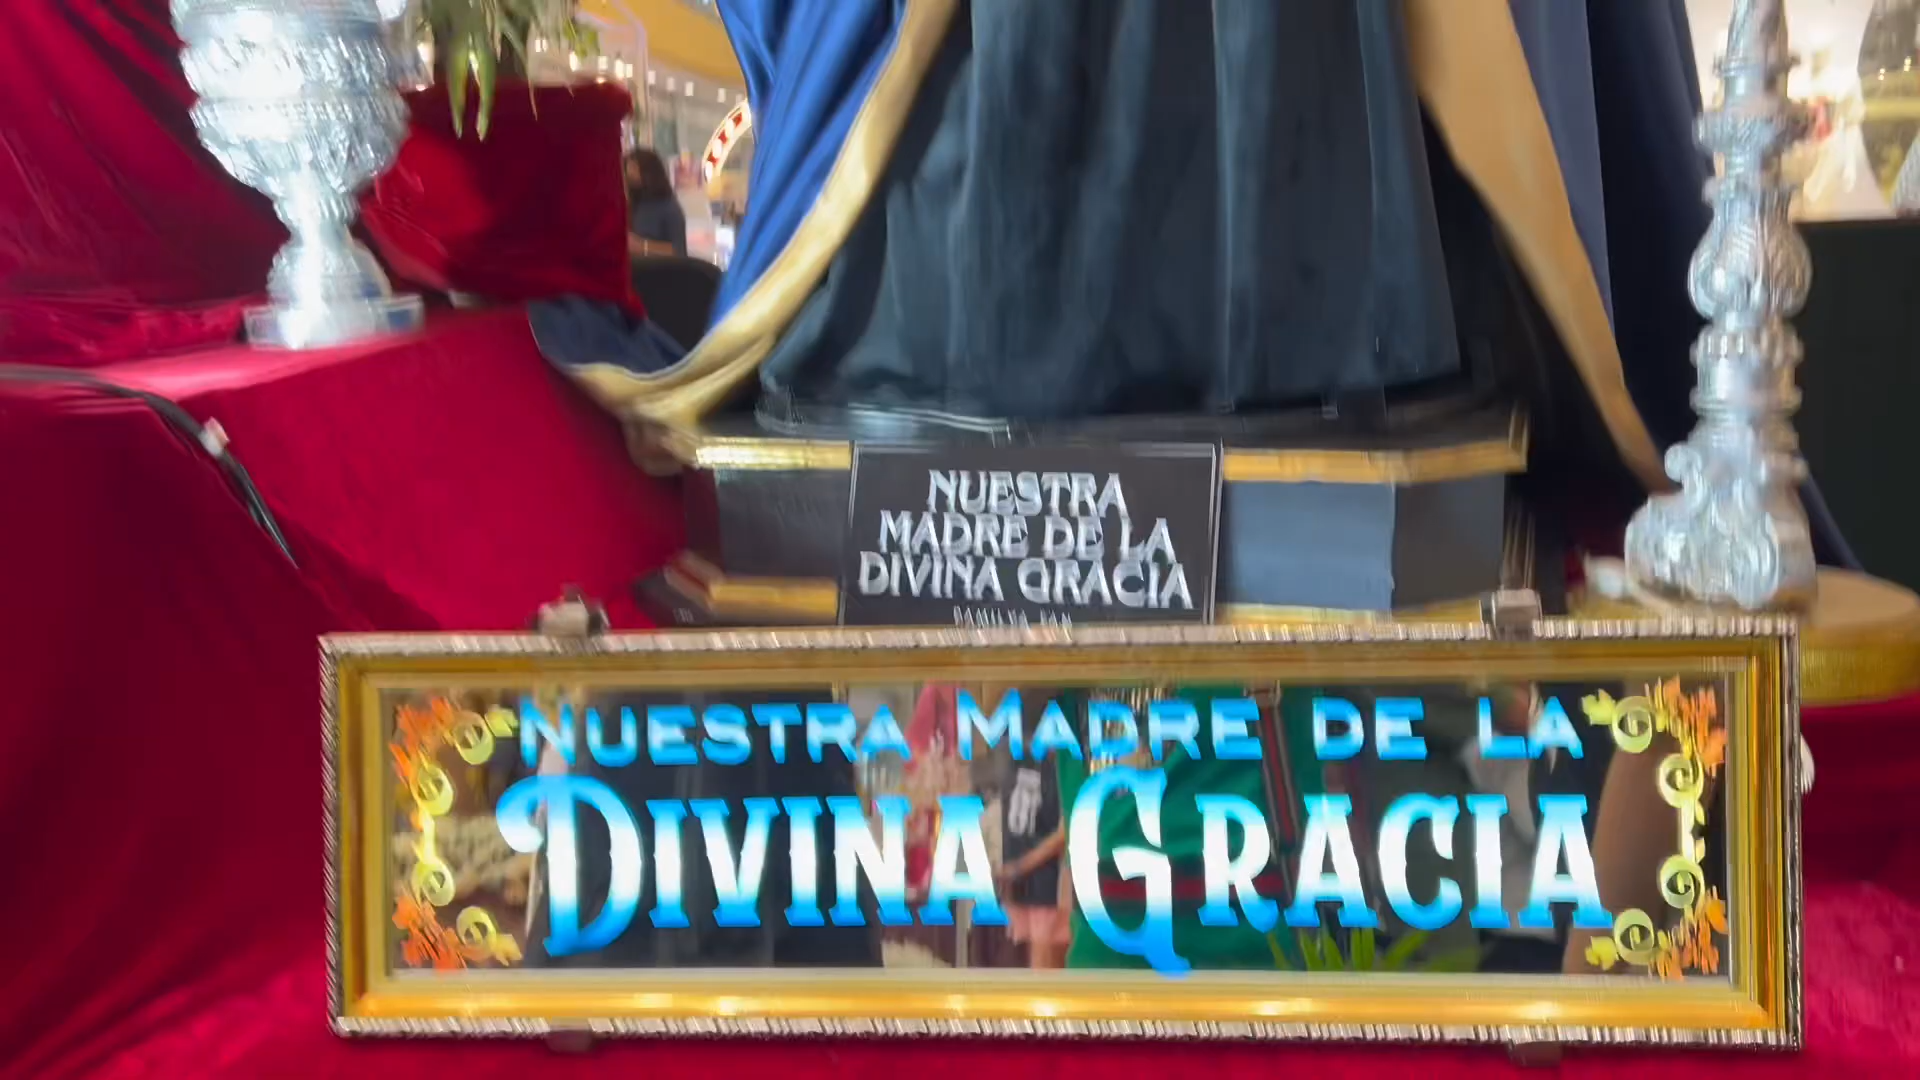 NUESTRA
MADRE DE LA
DIVINA GRACIA
NUESTRA MADRE DE LA
DIVINA GRACIA